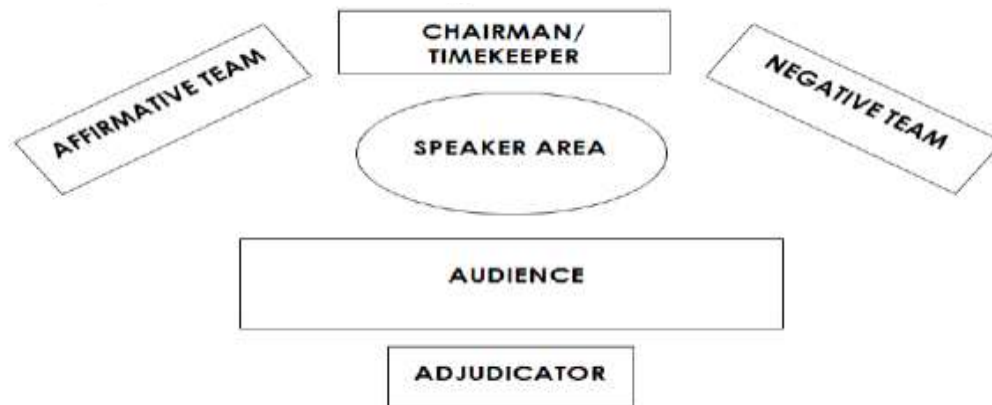 CHAIRMAN/
TIMEKEEPER
AFFIRMATIVE TEAM
NEGATIVE TEAM
SPEAKER AREA
AUDIENCE
ADJUDICATOR